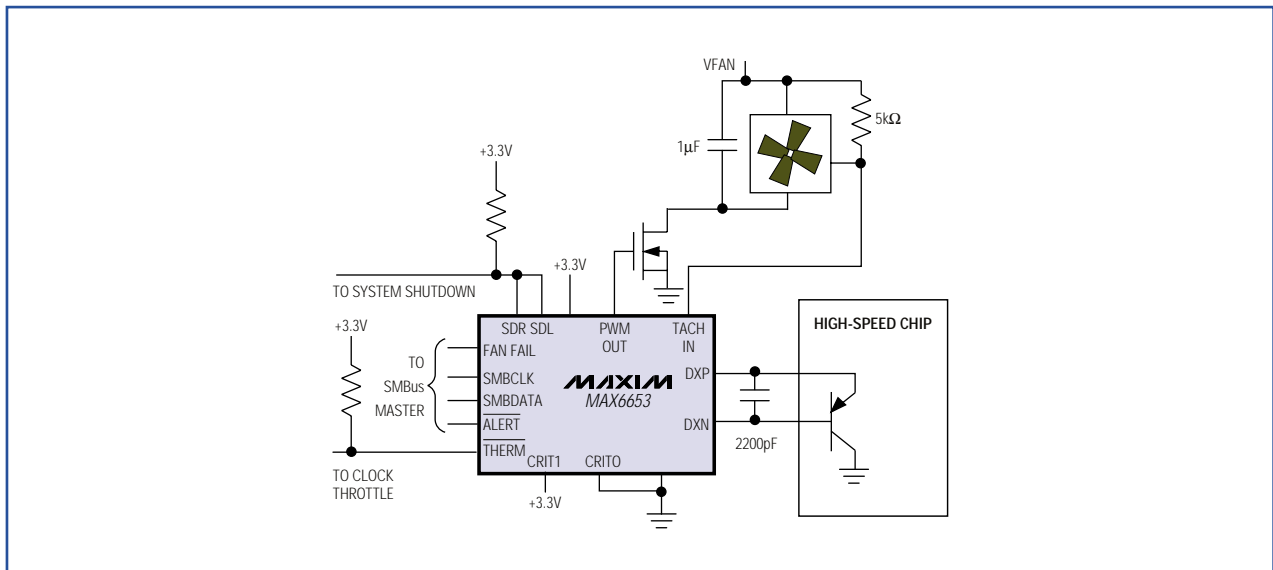 VFAN
5kΩ
1µF
+3.3V
+3.3V
TO SYSTEM SHUTDOWN
+3.3V
SDR SDL
PWM
OUT
TACH
IN
HIGH-SPEED CHIP
TO
SMBus
MASTER
FAN FAIL
SMBCLK
SMBDATA
ALERT
THERM
MAXIM
MAX6653
DXP
DXN
2200pF
CRIT1
CRIT0
+3.3V
TO CLOCK
THROTTLE